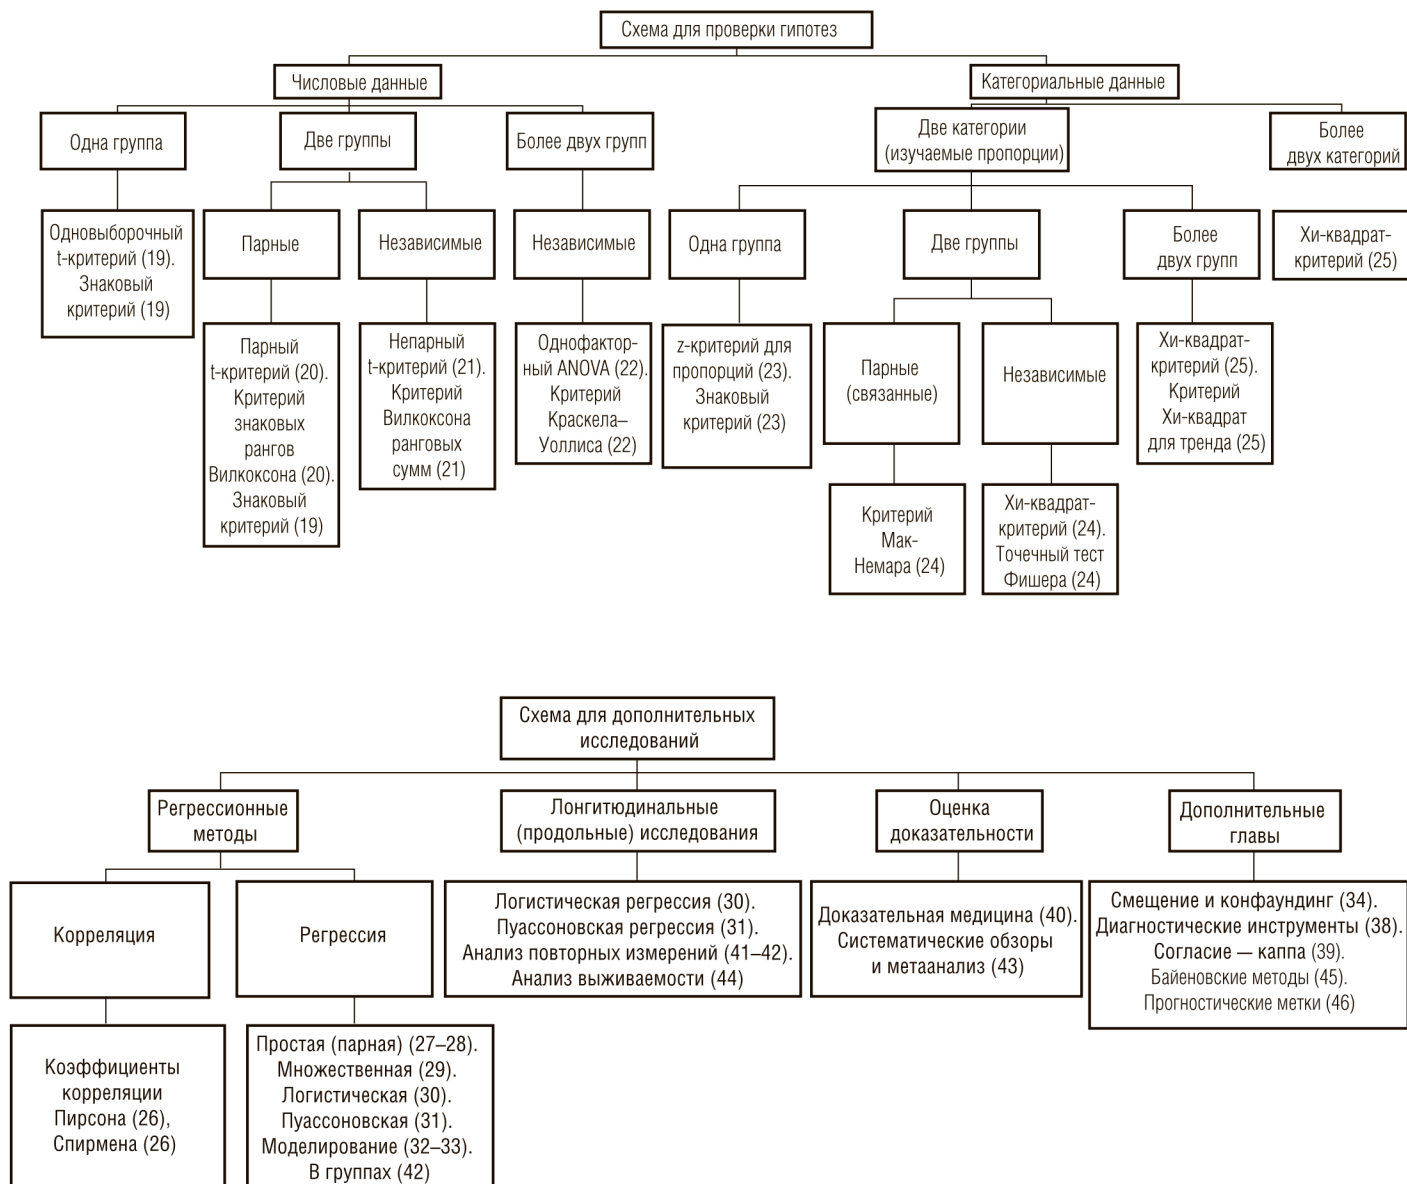 Схема для проверки гипотез
Числовые данные
Категориальные данные
Одна группа
Две группы
Более двух групп
Две категории
(изучаемые пропорции)
Более
двух категорий
Одновыборочный
t-критерий (19).
Знаковый
критерий (19)
Парные
Независимые
Независимые
Одна группа
Две группы
Более
двух групп
Хи-квадрат-
критерий (25)
Парный
t-критерий (20).
Критерий
знаковых
рангов
Вилкоксона (20).
Знаковый
критерий (19)
Непарный
t-критерий (21).
Критерий
Вилкоксона
ранговых
сумм (21)
Однофактор-
ный ANOVA (22).
Критерий
Краскела–
Уоллиса (22)
z-критерий для
пропорций (23).
Знаковый
критерий (23)
Парные
(связанные)
Независимые
Хи-квадрат-
критерий (25).
Критерий
Хи-квадрат
для тренда (25)
Критерий
Мак-
Немара (24)
Хи-квадрат-
критерий (24).
Точечный тест
Фишера (24)
Схема для дополнительных
исследований
Регрессионные
методы
Лонгитюдинальные
(продольные) исследования
Оценка
доказательности
Дополнительные
главы
Корреляция
Регрессия
Логистическая регрессия (30).
Пуассоновская регрессия (31).
Анализ повторных измерений (41–42).
Анализ выживаемости (44)
Доказательная медицина (40).
Систематические обзоры
и метаанализ (43)
Смещение и конфаундинг (34).
Диагностические инструменты (38).
Согласие — каппа (39).
Байеновские методы (45).
Прогностические метки (46)
Коэффициенты
корреляции
Пирсона (26),
Спирмена (26)
Простая (парная) (27–28).
Множественная (29).
Логистическая (30).
Пуассоновская (31).
Моделирование (32–33).
В группах (42)